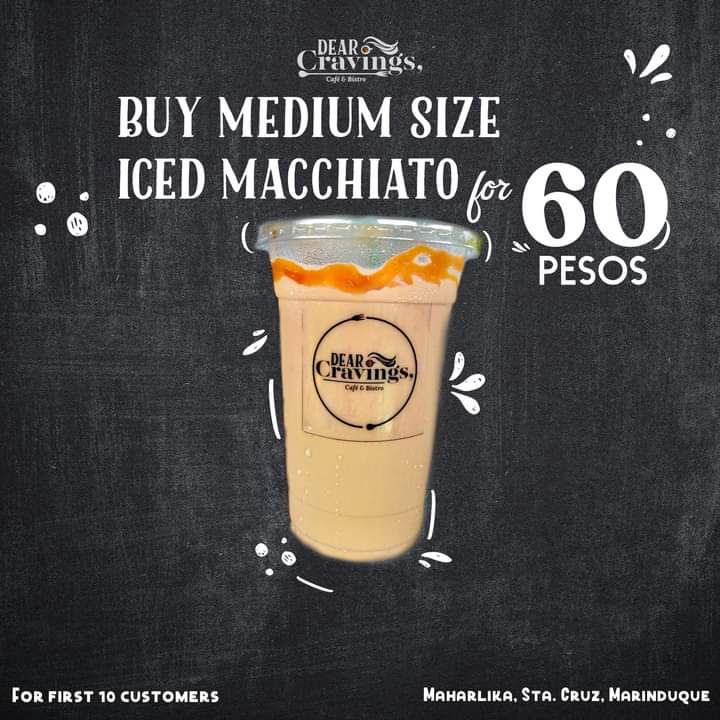 DEAR
Cravings,
Café & Bistro
BUY MEDIUM SIZE
ICED MACCHIATO for 60
PESOS
DEAR
Cravings,
Café & Bistro
FOR FIRST 10 CUSTOMERS
MAHARLIKA, STA. CRUZ, MARINDUQUE